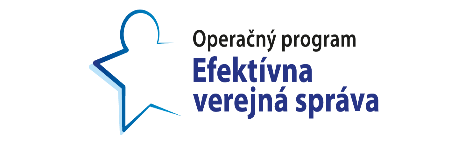 Operačný program
Efektívna
verejná správa